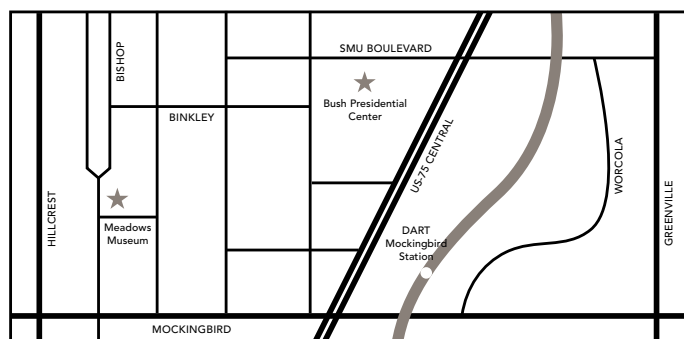 SMU BOULEVARD
BISHOP
Bush Presidential
Center
BINKLEY
US-75 CENTRAL
WORCOLA
HILLCREST
GREENVILLE
Meadows
Museum
DART
Mockingbird
Station
MOCKINGBIRD